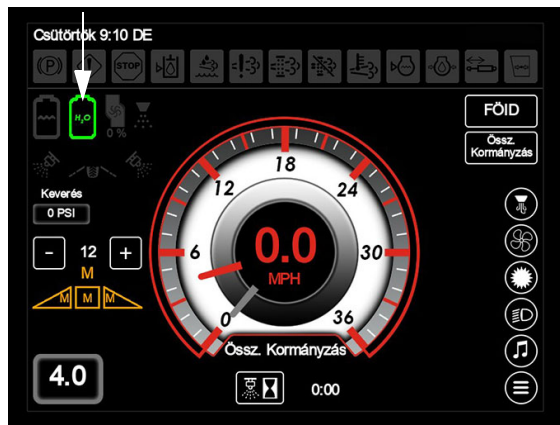 Csütörtök 9:10 DE
P
STOP
H₂O
0 %
FÖlD
Össz.
Kormányzás
Keverés
0 PSI
- 12 +
M
M M M
0 6 12 18 24 30 36
0.0
MPH
Össz. Kormányzás
4.0
0:00